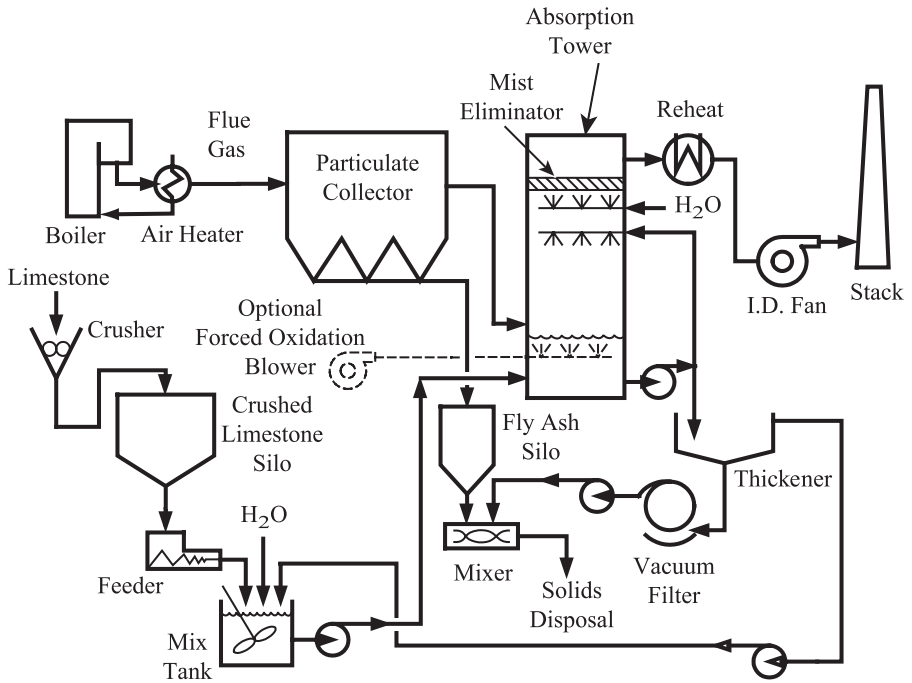 Absorption
Tower
Mist
Eliminator
Reheat
Flue
Gas
Particulate
Collector
H2O
Boiler
Air Heater
I.D. Fan
Stack
Limestone
Crusher
Optional
Forced Oxidation
Blower
Crushed
Limestone
Silo
Fly Ash
Silo
Thickener
H2O
Feeder
Mixer
Vacuum
Filter
Solids
Disposal
Mix
Tank